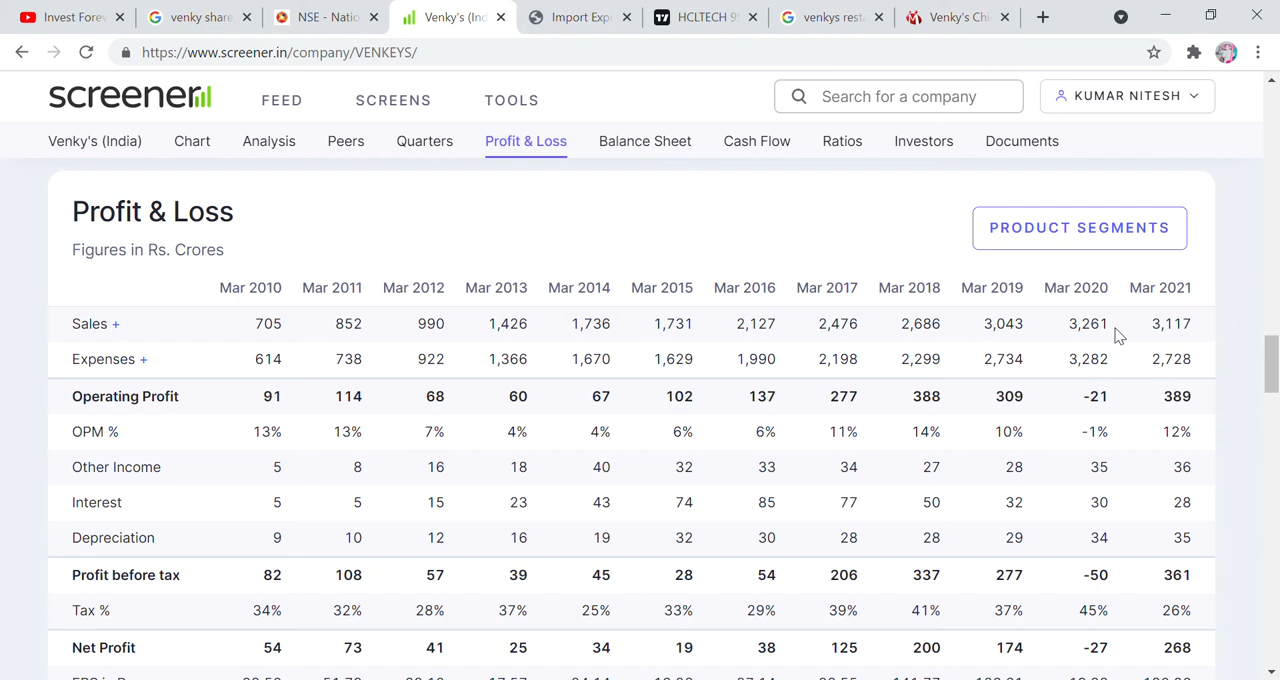 Invest Forev
venky share
NSE - Natio
Venky's (Ind
Import Expo
HCLTECH 9
venkys resta
Venky's Chi
https://www.screener.in/company/VENKEYS/
screener
FEED SCREENS TOOLS
Search for a company
KUMAR NITESH
Venky's (India) Chart Analysis Peers Quarters Profit & Loss Balance Sheet Cash Flow Ratios Investors Documents
Profit & Loss
PRODUCT SEGMENTS
Figures in Rs. Crores
Mar 2010 Mar 2011 Mar 2012 Mar 2013 Mar 2014 Mar 2015 Mar 2016 Mar 2017 Mar 2018 Mar 2019 Mar 2020 Mar 2021
Sales + 705 852 990 1,426 1,736 1,731 2,127 2,476 2,686 3,043 3,261 3,117
Expenses + 614 738 922 1,366 1,670 1,629 1,990 2,198 2,299 2,734 3,282 2,728
Operating Profit 91 114 68 60 67 102 137 277 388 309 -21 389
OPM % 13% 13% 7% 4% 4% 6% 6% 11% 14% 10% -1% 12%
Other Income 5 8 16 18 40 32 33 34 27 28 35 36
Interest 5 5 15 23 43 74 85 77 50 32 30 28
Depreciation 9 10 12 16 19 32 30 28 28 29 34 35
Profit before tax 82 108 57 39 45 28 54 206 337 277 -50 361
Tax % 34% 32% 28% 37% 25% 33% 29% 39% 41% 37% 45% 26%
Net Profit 54 73 41 25 34 19 38 125 200 174 -27 268